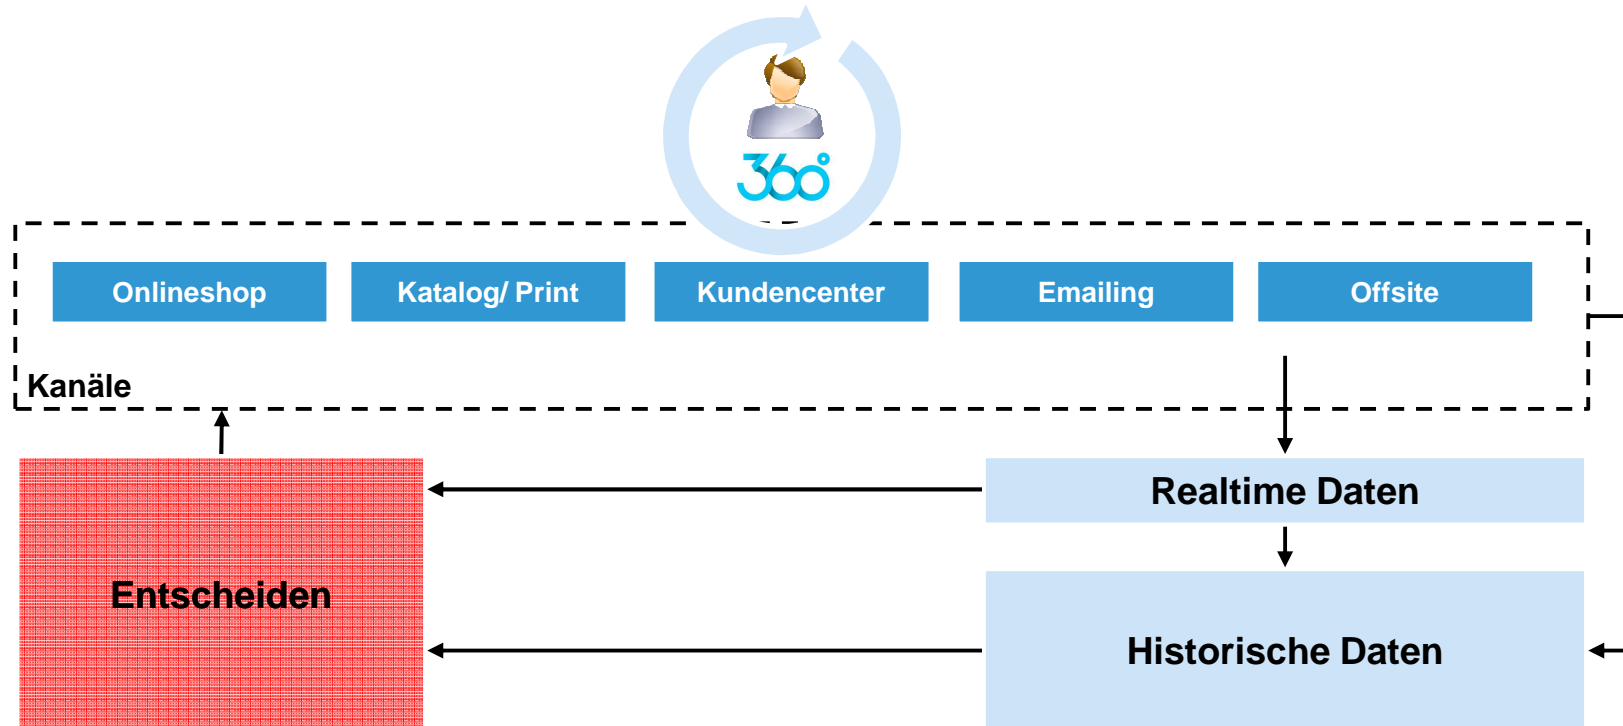 360°
Onlineshop
Katalog/ Print
Kundencenter
Emailing
Offsite
Kanäle
Realtime Daten
Entscheiden
Historische Daten